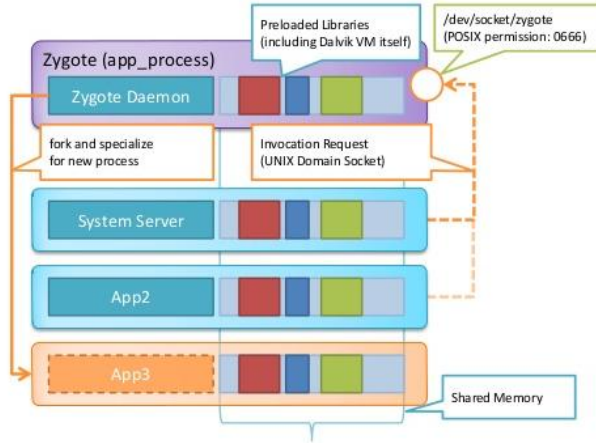 Preloaded Libraries
(including Dalvik VM itself)
/dev/socket/zygote
(POSIX permission: 0666)
Zygote (app_process)
Zygote Daemon
fork and specialize
for new process
Invocation Request
(UNIX Domain Socket)
System Server
App2
App3
Shared Memory